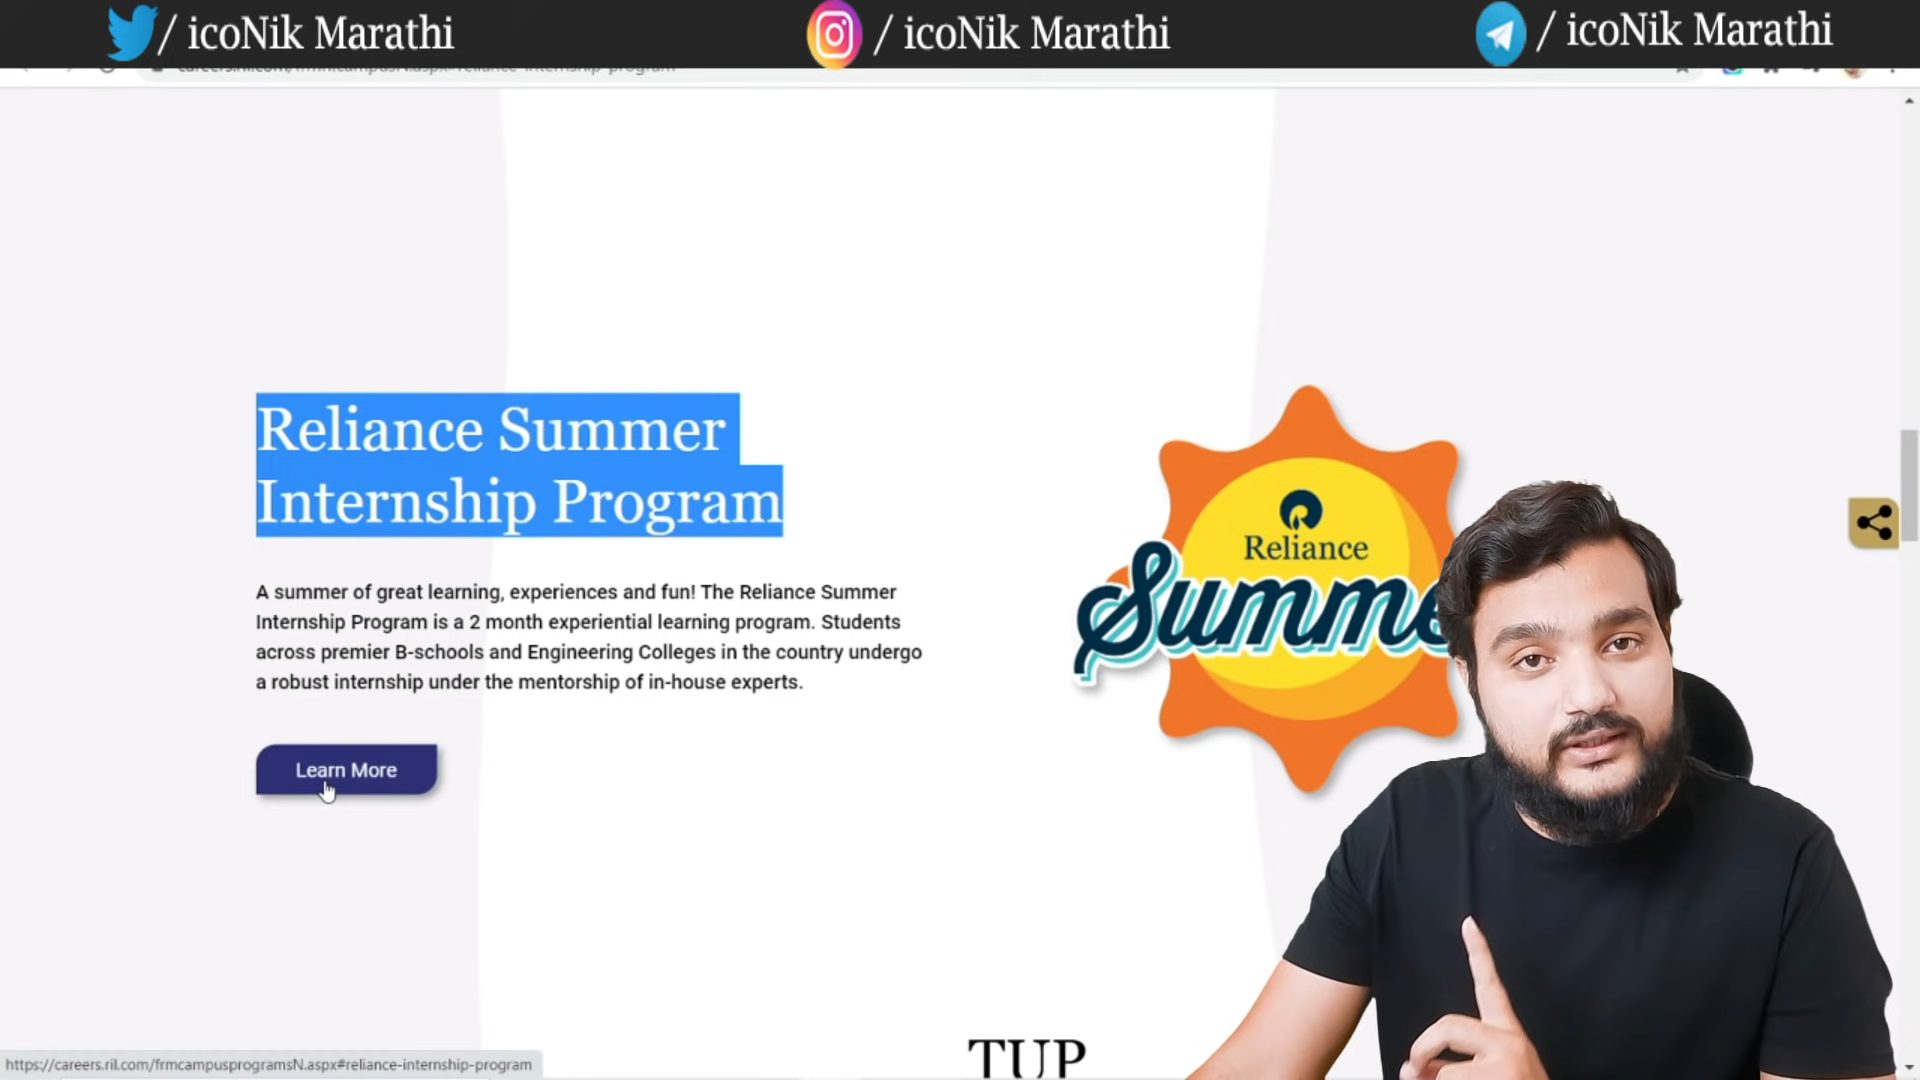 / icoNik Marathi
/ icoNik Marathi
/ icoNik Marathi
Reliance Summer
Internship Program
A summer of great learning, experiences and fun! The Reliance Summer
Internship Program is a 2 month experiential learning program. Students
across premier B-schools and Engineering Colleges in the country undergo
a robust internship under the mentorship of in-house experts.
Learn More
Reliance
Summe
TUP
https://careers.ril.com/frmcampusprogramsN.aspx#reliance-internship-program